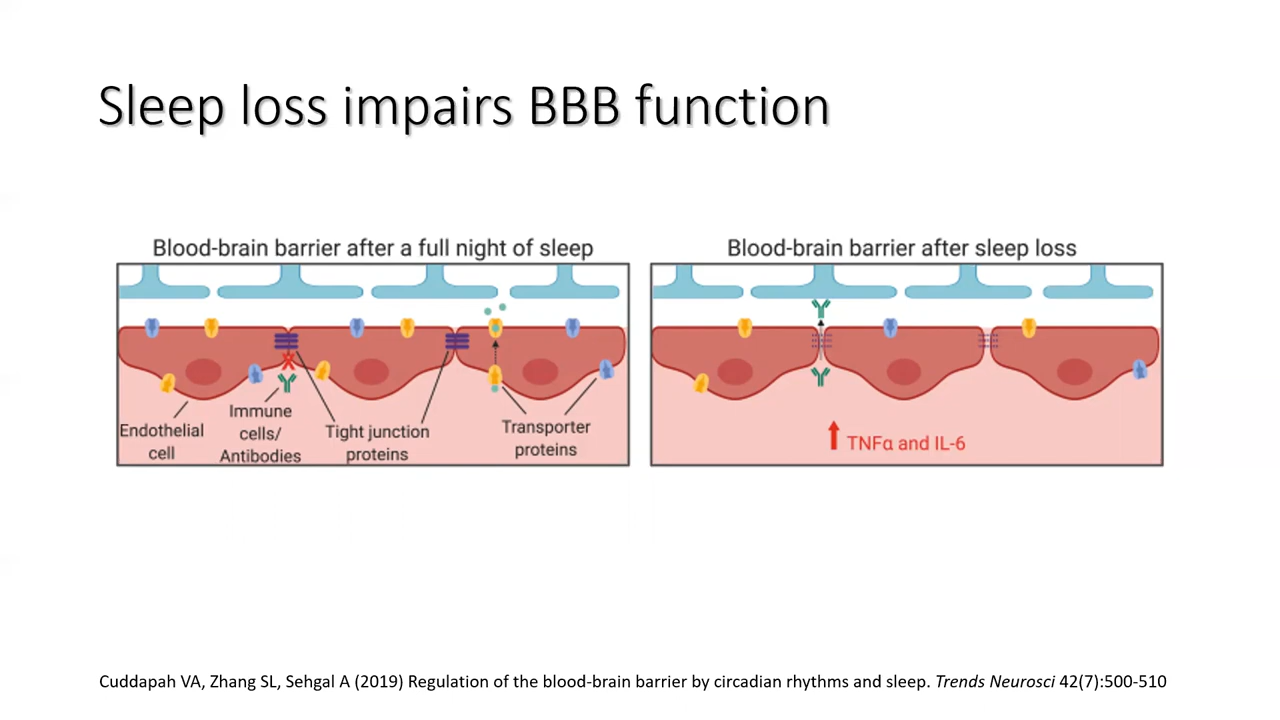 Sleep loss impairs BBB function
Blood-brain barrier after a full night of sleep
Endothelial
cell
Immune
cells/
Antibodies
Tight junction
proteins
Transporter
proteins
Blood-brain barrier after sleep loss
TNFα and IL-6
Cuddapah VA, Zhang SL, Sehgal A (2019) Regulation of the blood-brain barrier by circadian rhythms and sleep. Trends Neurosci 42(7):500-510